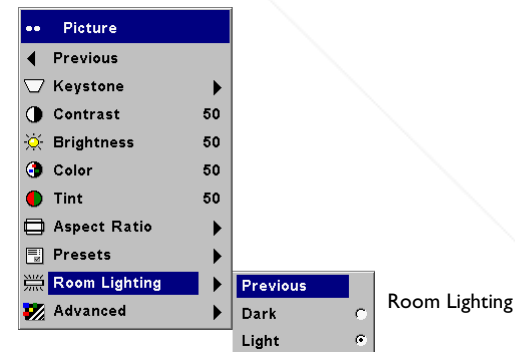 Picture
Previous
Keystone
Contrast 50
Brightness 50
Color 50
Tint 50
Aspect Ratio
Presets
Room Lighting
Advanced
Previous
Dark
Light
Room Lighting